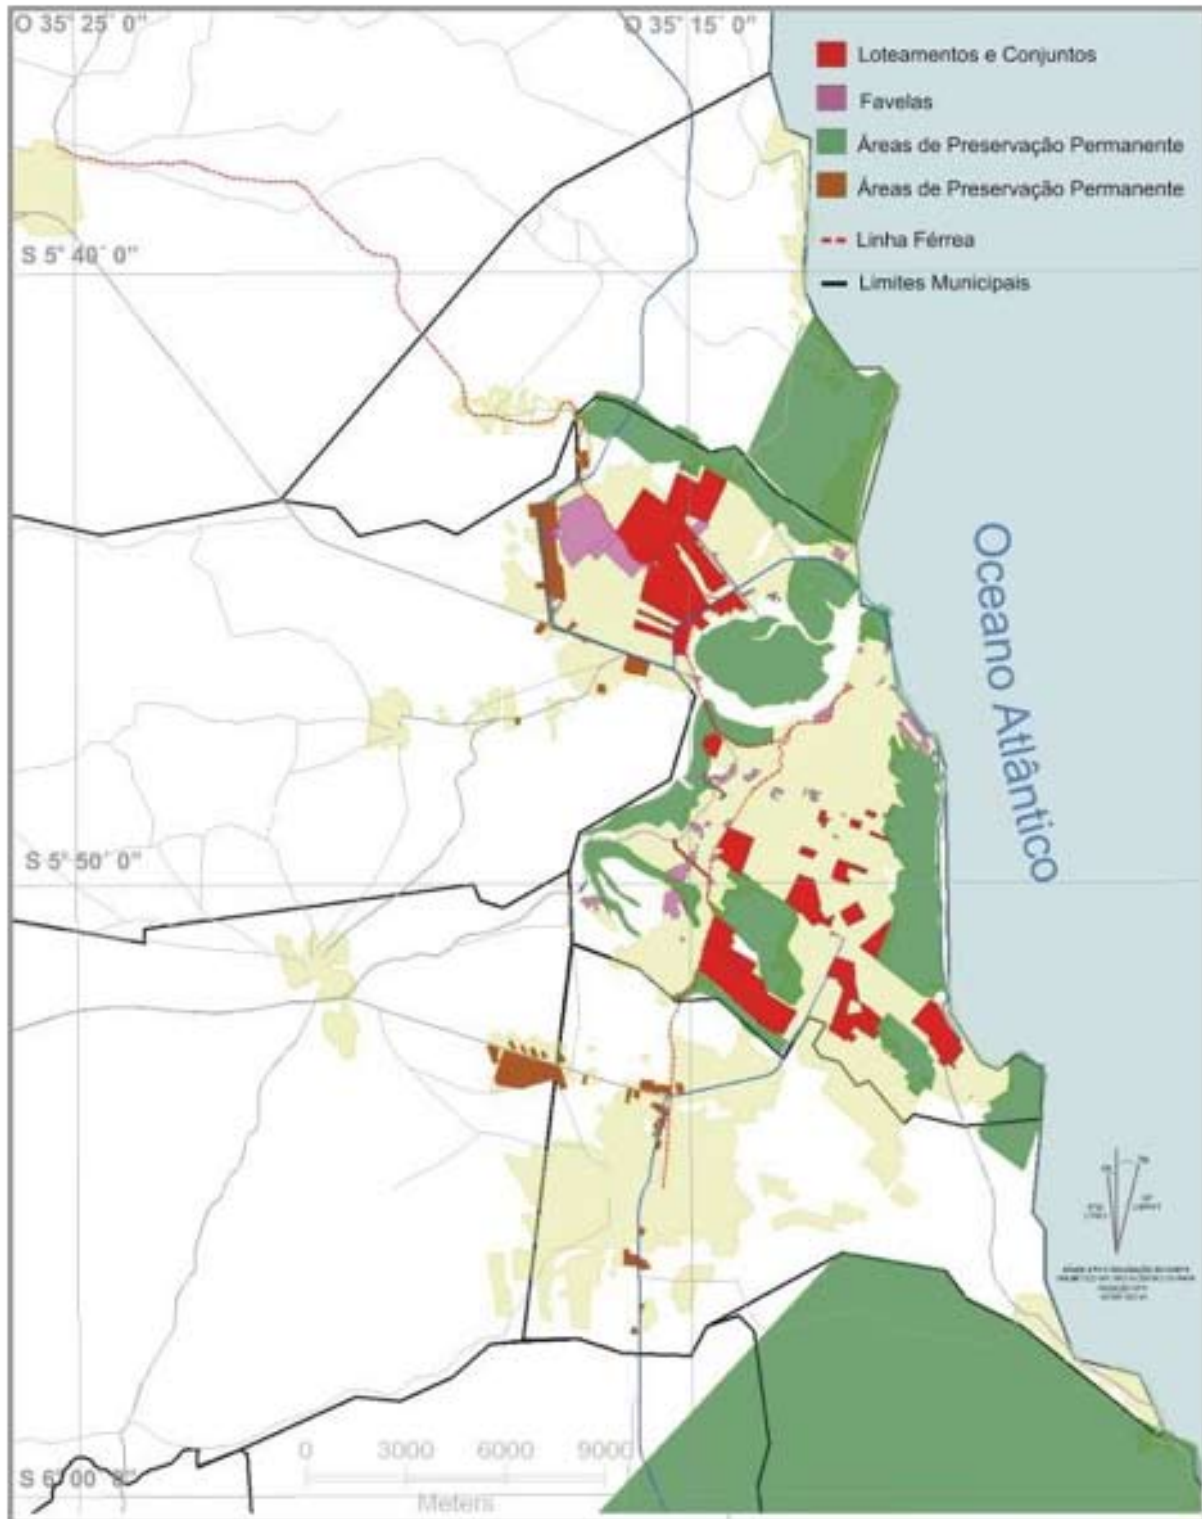 O 35° 25´ 0"
O 35° 15´ 0"
Loteamentos e Conjuntos
Favelas
Áreas de Preservação Permanente
Áreas de Preservação Permanente
Linha Férrea
Limites Municipais
S 5° 40´ 0"
Oceano Atlântico
S 5° 50´ 0"
0 3000 6000 9000
Meters